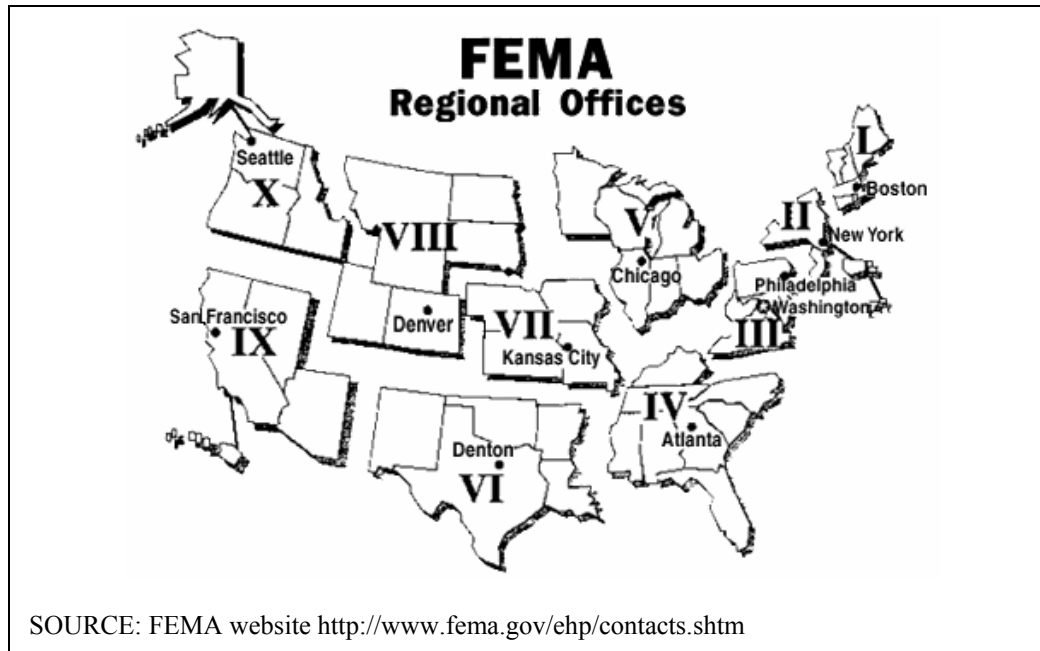 FEMA
Regional Offices
Seattle
X
VIII
V
I
Boston
II
New York
Chicago
Philadelphia
Washington
III
San Francisco
IX
Denver
VII
Kansas City
IV
Atlanta
Denton
VI
SOURCE: FEMA website http://www.fema.gov/ehp/contacts.shtm